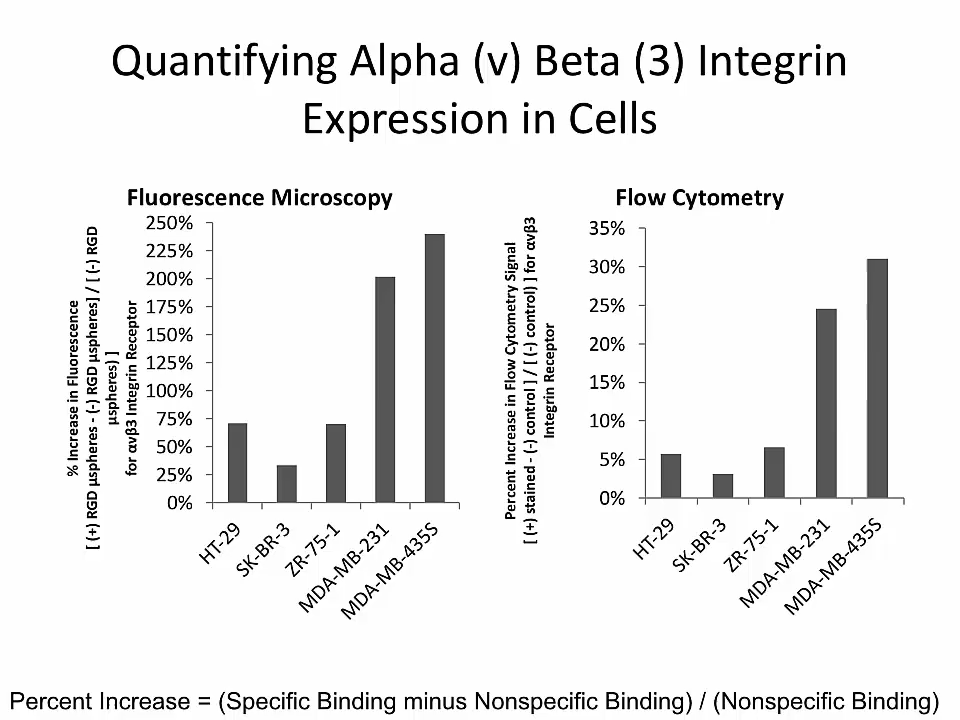 Quantifying Alpha (v) Beta (3) Integrin
Expression in Cells
Fluorescence Microscopy
% Increase in Fluorescence
[ (+) RGD µspheres - (-) RGD µspheres] / [ (-) RGD
µspheres) ]
for αvβ3 Integrin Receptor
250%
225%
200%
175%
150%
125%
100%
75%
50%
25%
0%
HT-29
SK-BR-3
ZR-75-1
MDA-MB-231
MDA-MB-435S
Flow Cytometry
Percent Increase in Flow Cytometry Signal
[ (+) stained - (-) control ] / [ (-) control) ] for αvβ3
Integrin Receptor
35%
30%
25%
20%
15%
10%
5%
0%
HT-29
SK-BR-3
ZR-75-1
MDA-MB-231
MDA-MB-435S
Percent Increase = (Specific Binding minus Nonspecific Binding) / (Nonspecific Binding)